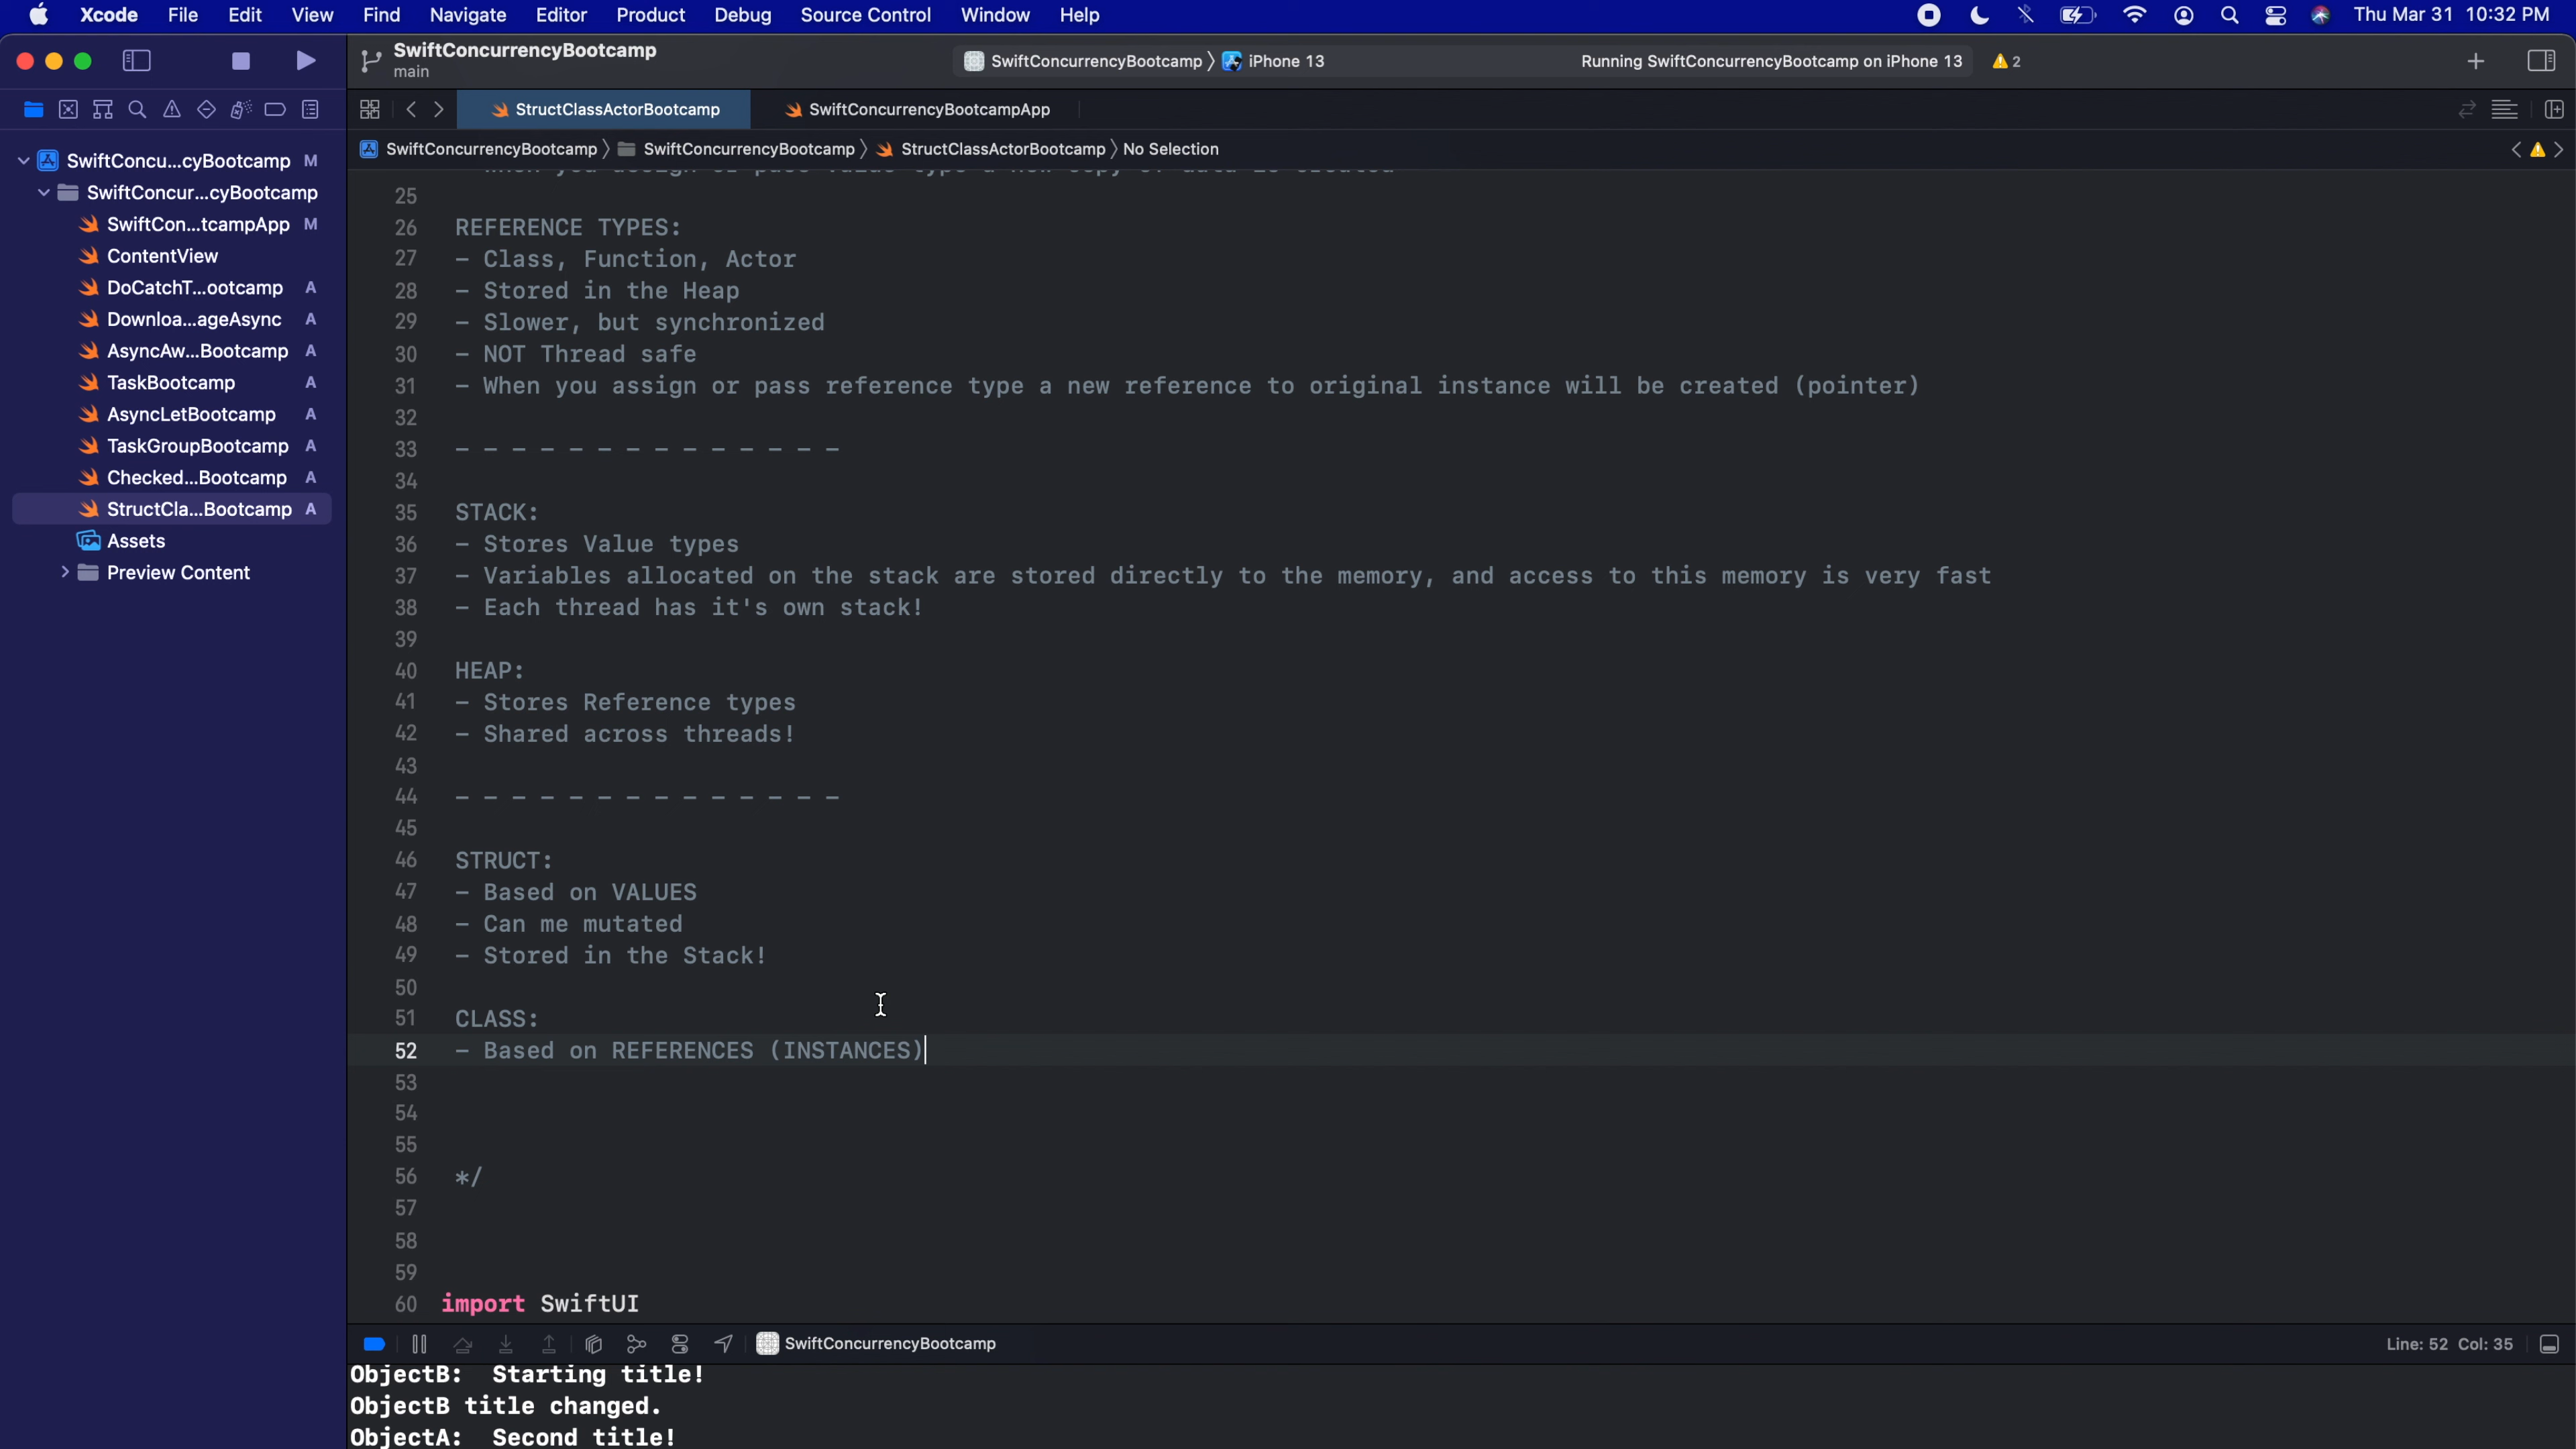 Xcode File Edit View Find Navigate Editor Product Debug Source Control Window Help Thu Mar 31 10:32 PM
SwiftConcurrencyBootcamp
main
SwiftConcurrencyBootcamp 〉 iPhone 13
Running SwiftConcurrencyBootcamp on iPhone 13
2
StructClassActorBootcamp
SwiftConcurrencyBootcampApp
SwiftConcurrencyBootcamp 〉 SwiftConcurrencyBootcamp 〉 StructClassActorBootcamp 〉 No Selection
SwiftConcu...cyBootcamp M
SwiftConcur...cyBootcamp
SwiftCon...tcampApp M
ContentView
DoCatchT...ootcamp A
Downloa...ageAsync A
AsyncAw...Bootcamp A
TaskBootcamp A
AsyncLetBootcamp A
TaskGroupBootcamp A
Checked...Bootcamp A
StructCla...Bootcamp A
Assets
Preview Content
25
26 REFERENCE TYPES:
27 - Class, Function, Actor
28 - Stored in the Heap
29 - Slower, but synchronized
30 - NOT Thread safe
31 - When you assign or pass reference type a new reference to original instance will be created (pointer)
32
33 - - - - - - - - - - - - - -
34
35 STACK:
36 - Stores Value types
37 - Variables allocated on the stack are stored directly to the memory, and access to this memory is very fast
38 - Each thread has it's own stack!
39
40 HEAP:
41 - Stores Reference types
42 - Shared across threads!
43
44 - - - - - - - - - - - - - -
45
46 STRUCT:
47 - Based on VALUES
48 - Can me mutated
49 - Stored in the Stack!
50
51 CLASS:
52 - Based on REFERENCES (INSTANCES)
53
54
55
56 */
57
58
59
60 import SwiftUI
SwiftConcurrencyBootcamp
Line: 52 Col: 35
ObjectB: Starting title!
ObjectB title changed.
ObjectA: Second title!